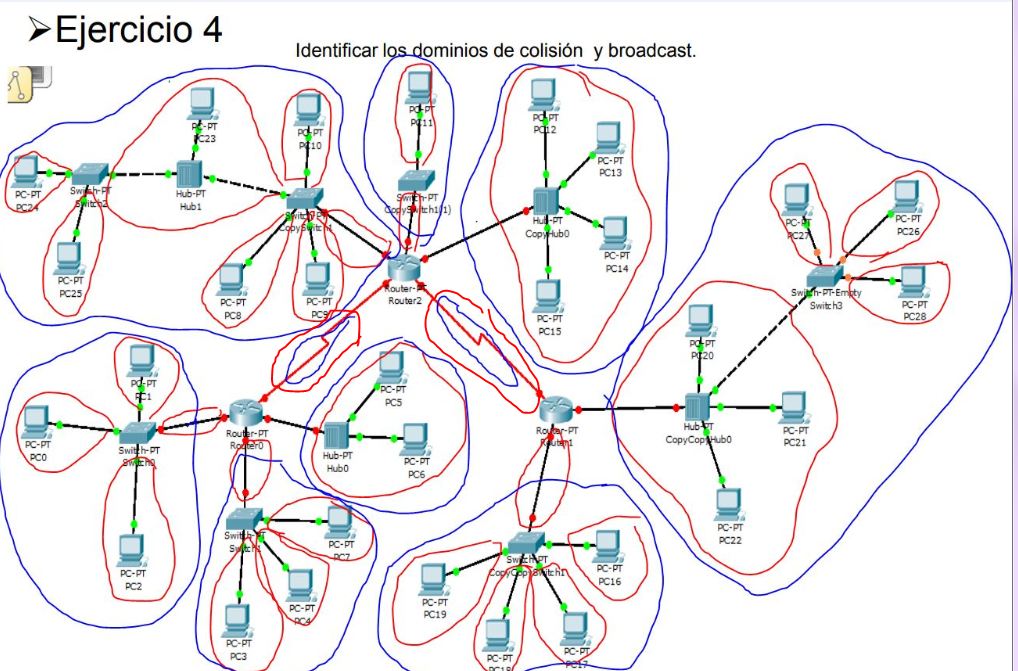 ➢Ejercicio 4
Identificar los dominios de colisión y broadcast.
PC-PT
PC23
PC-PT
PC10
PC-PT
PC11
PC-PT
PC12
PC-PT
PC13
PC-PT
PC24
Switch-PT
Switch2
Hub-PT
Hub1
Switch-PT
CopySwitch1
Switch-PT
CopySwitch1(1)
Hub-PT
CopyHub0
PC-PT
PC14
PC-PT
PC27
PC-PT
PC26
PC-PT
PC25
PC-PT
PC8
PC-PT
PC9
Router-PT
Router2
PC-PT
PC15
Switch-PT-Empty
Switch3
PC-PT
PC28
PC-PT
PC20
PC-PT
PC1
PC-PT
PC5
PC-PT
PC0
Switch-PT
Switch0
Router-PT
Router0
Hub-PT
Hub0
PC-PT
PC6
Router-PT
Router1
Hub-PT
CopyCopyHub0
PC-PT
PC21
PC-PT
PC22
PC-PT
PC2
Switch-PT
Switch1
PC-PT
PC7
PC-PT
PC4
PC-PT
PC3
Switch-PT
CopyCopySwitch1
PC-PT
PC16
PC-PT
PC19
PC-PT
PC18
PC-PT
PC17